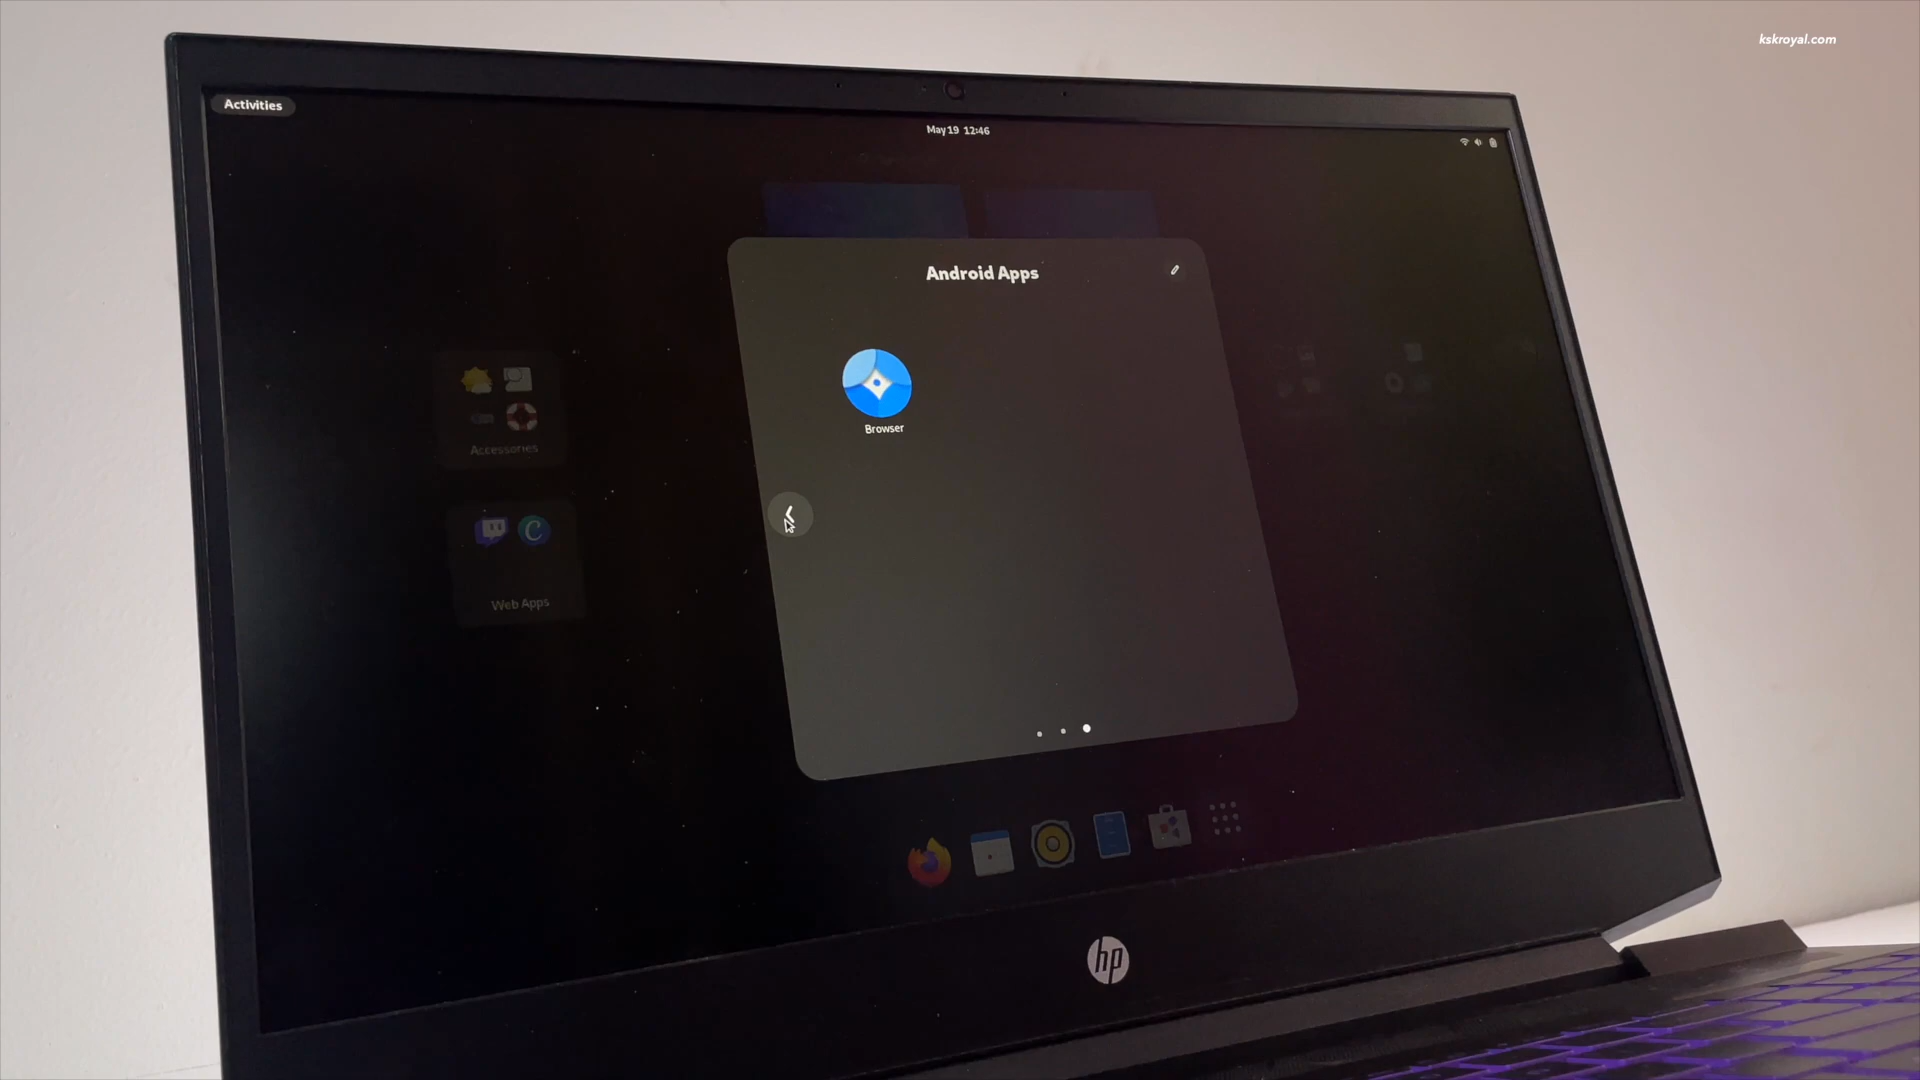 kskroyal.com
Activities
May 19 12:46
Android Apps
Browser
Accessories
C
Web Apps
hp